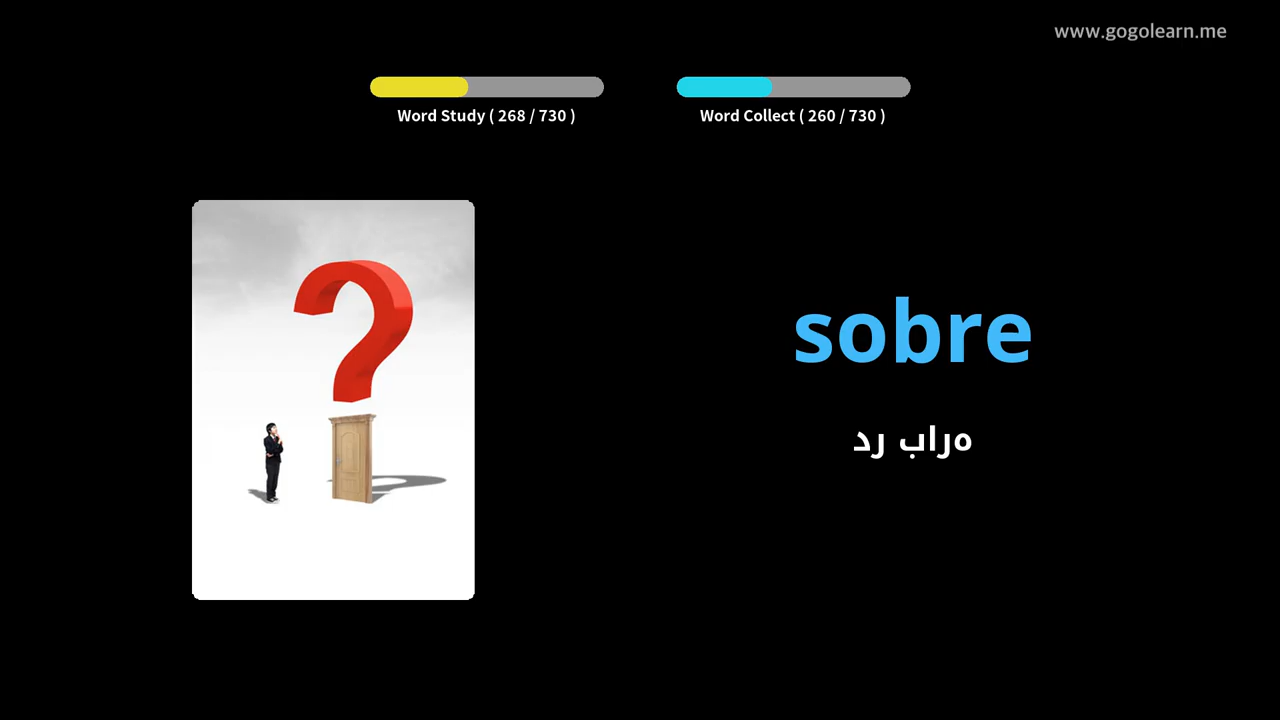 www.gogolearn.me
Word Study ( 268 / 730 )
Word Collect ( 260 / 730 )
sobre
هراب رد